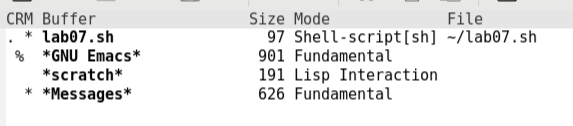 CRM Buffer Size Mode File
. * lab07.sh 97 Shell-script[sh] ~/lab07.sh
% *GNU Emacs* 901 Fundamental
*scratch* 191 Lisp Interaction
* *Messages* 626 Fundamental